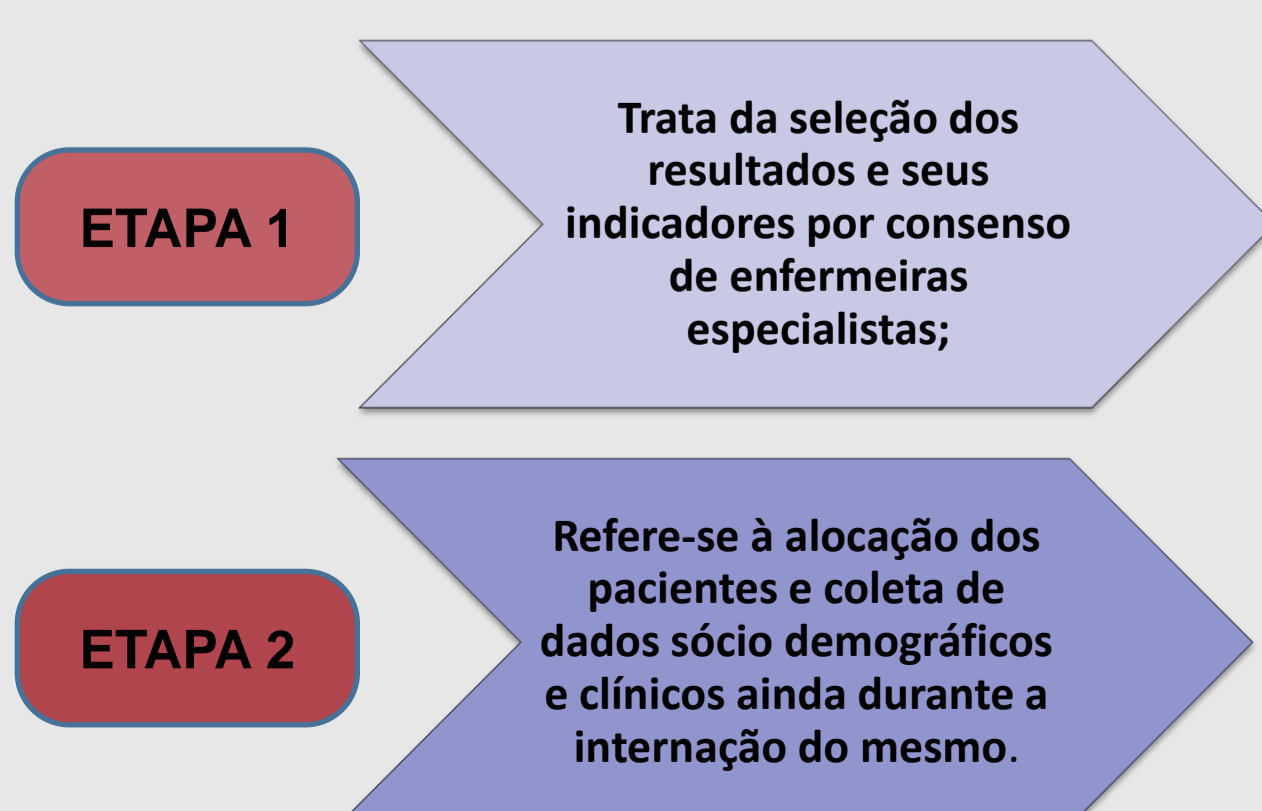 ETAPA 1
Trata da seleção dos
resultados e seus
indicadores por consenso
de enfermeiras
especialistas;
ETAPA 2
Refere-se à alocação dos
pacientes e coleta de
dados sócio demográficos
e clínicos ainda durante a
internação do mesmo.